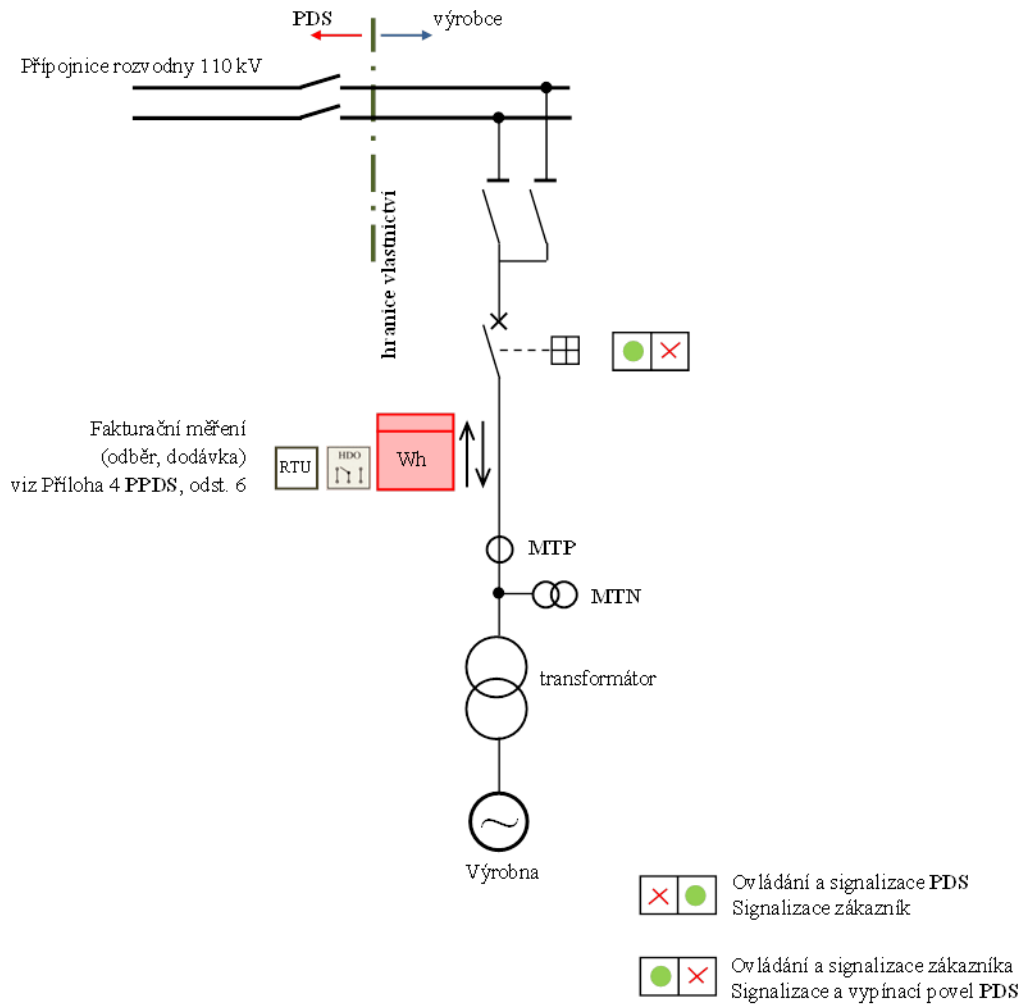 PDS
výrobce
Přípojnice rozvodny 110 kV
hranice vlastnictví
Fakturační měření
(odběr, dodávka)
viz Příloha 4 PPDS, odst. 6
RTU
HDO
Wh
MTP
MTN
transformátor
Výrobna
Ovládání a signalizace PDS
Signalizace zákazník
Ovládání a signalizace zákazníka
Signalizace a vypínací povel PDS